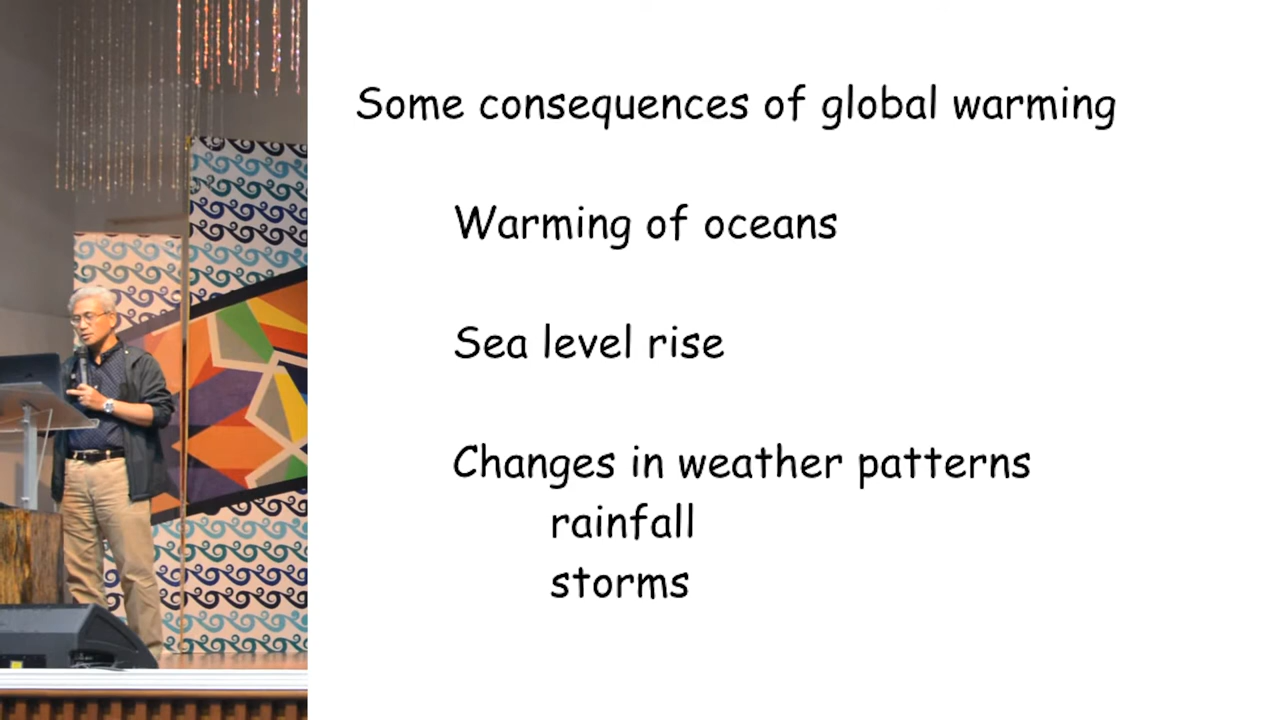 Some consequences of global warming
Warming of oceans
Sea level rise
Changes in weather patterns
rainfall
storms